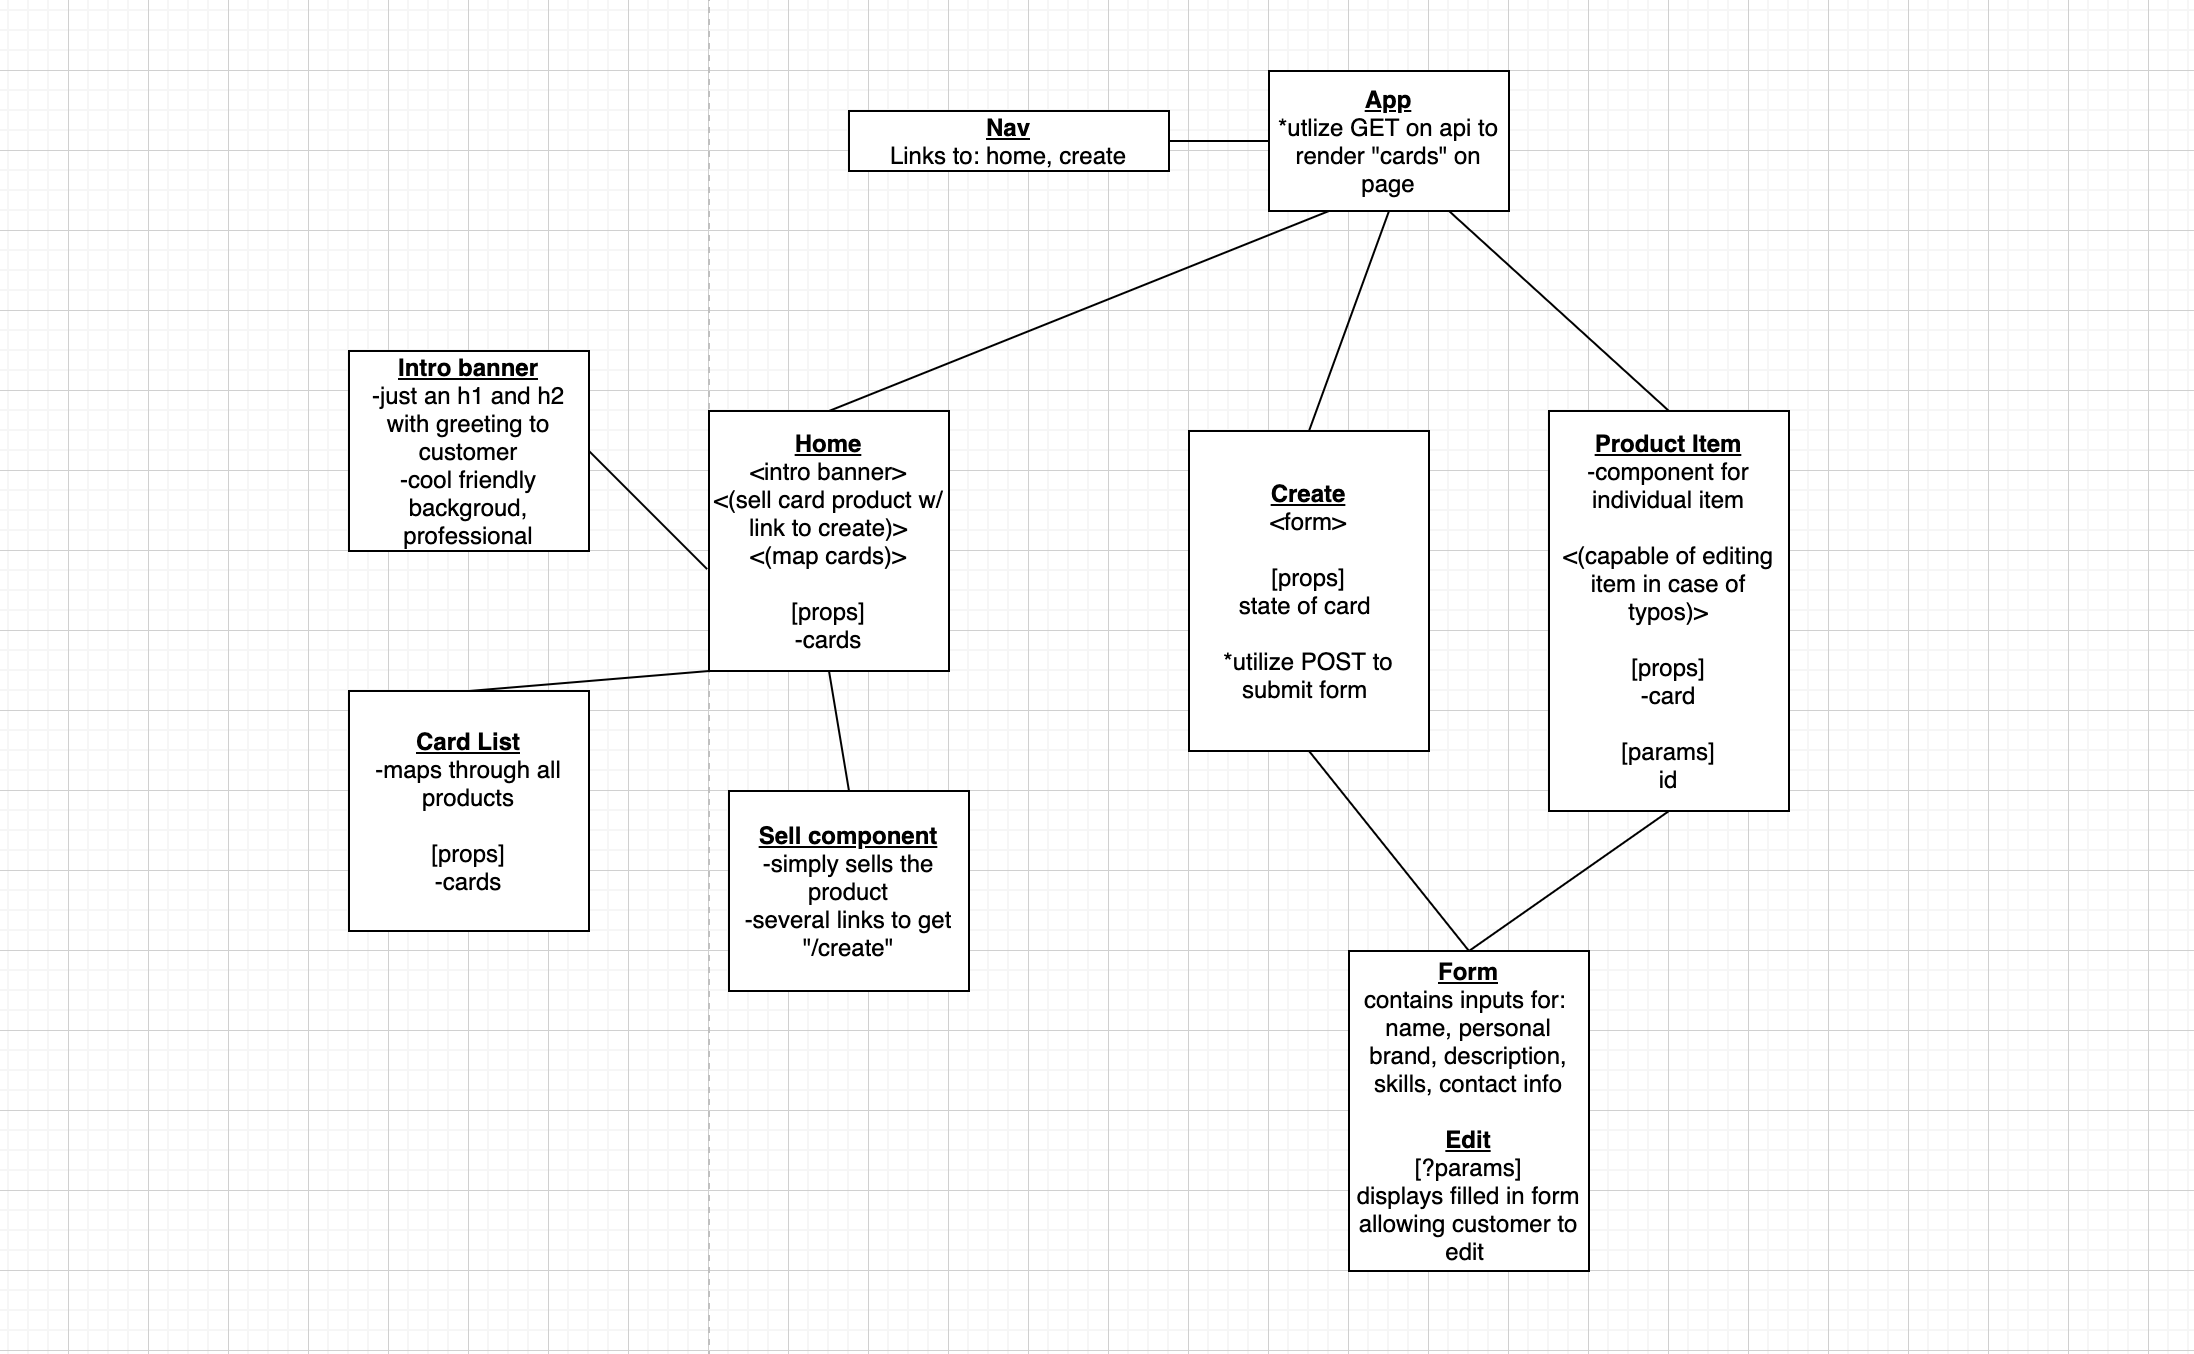 App
*utlize GET on api to
render "cards" on
page
Nav
Links to: home, create
Intro banner
-just an h1 and h2
with greeting to
customer
-cool friendly
backgroud,
professional
Home
<intro banner>
<(sell card product w/
link to create)>
<(map cards)>
[props]
-cards
Create
<form>
[props]
state of card
*utilize POST to
submit form
Product Item
-component for
individual item
<(capable of editing
item in case of
typos)>
[props]
-card
[params]
id
Card List
-maps through all
products
[props]
-cards
Sell component
-simply sells the
product
-several links to get
"/create"
Form
contains inputs for:
name, personal
brand, description,
skills, contact info
Edit
[?params]
displays filled in form
allowing customer to
edit